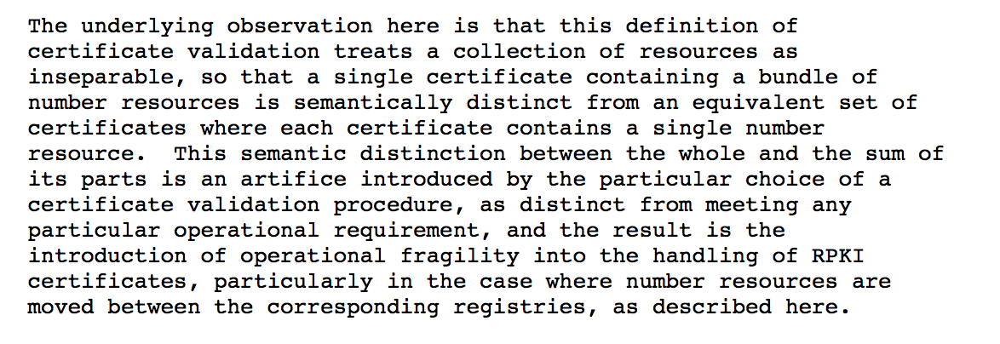 The underlying observation here is that this definition of
certificate validation treats a collection of resources as
inseparable, so that a single certificate containing a bundle of
number resources is semantically distinct from an equivalent set of
certificates where each certificate contains a single number
resource.  This semantic distinction between the whole and the sum of
its parts is an artifice introduced by the particular choice of a
certificate validation procedure, as distinct from meeting any
particular operational requirement, and the result is the
introduction of operational fragility into the handling of RPKI
certificates, particularly in the case where number resources are
moved between the corresponding registries, as described here.